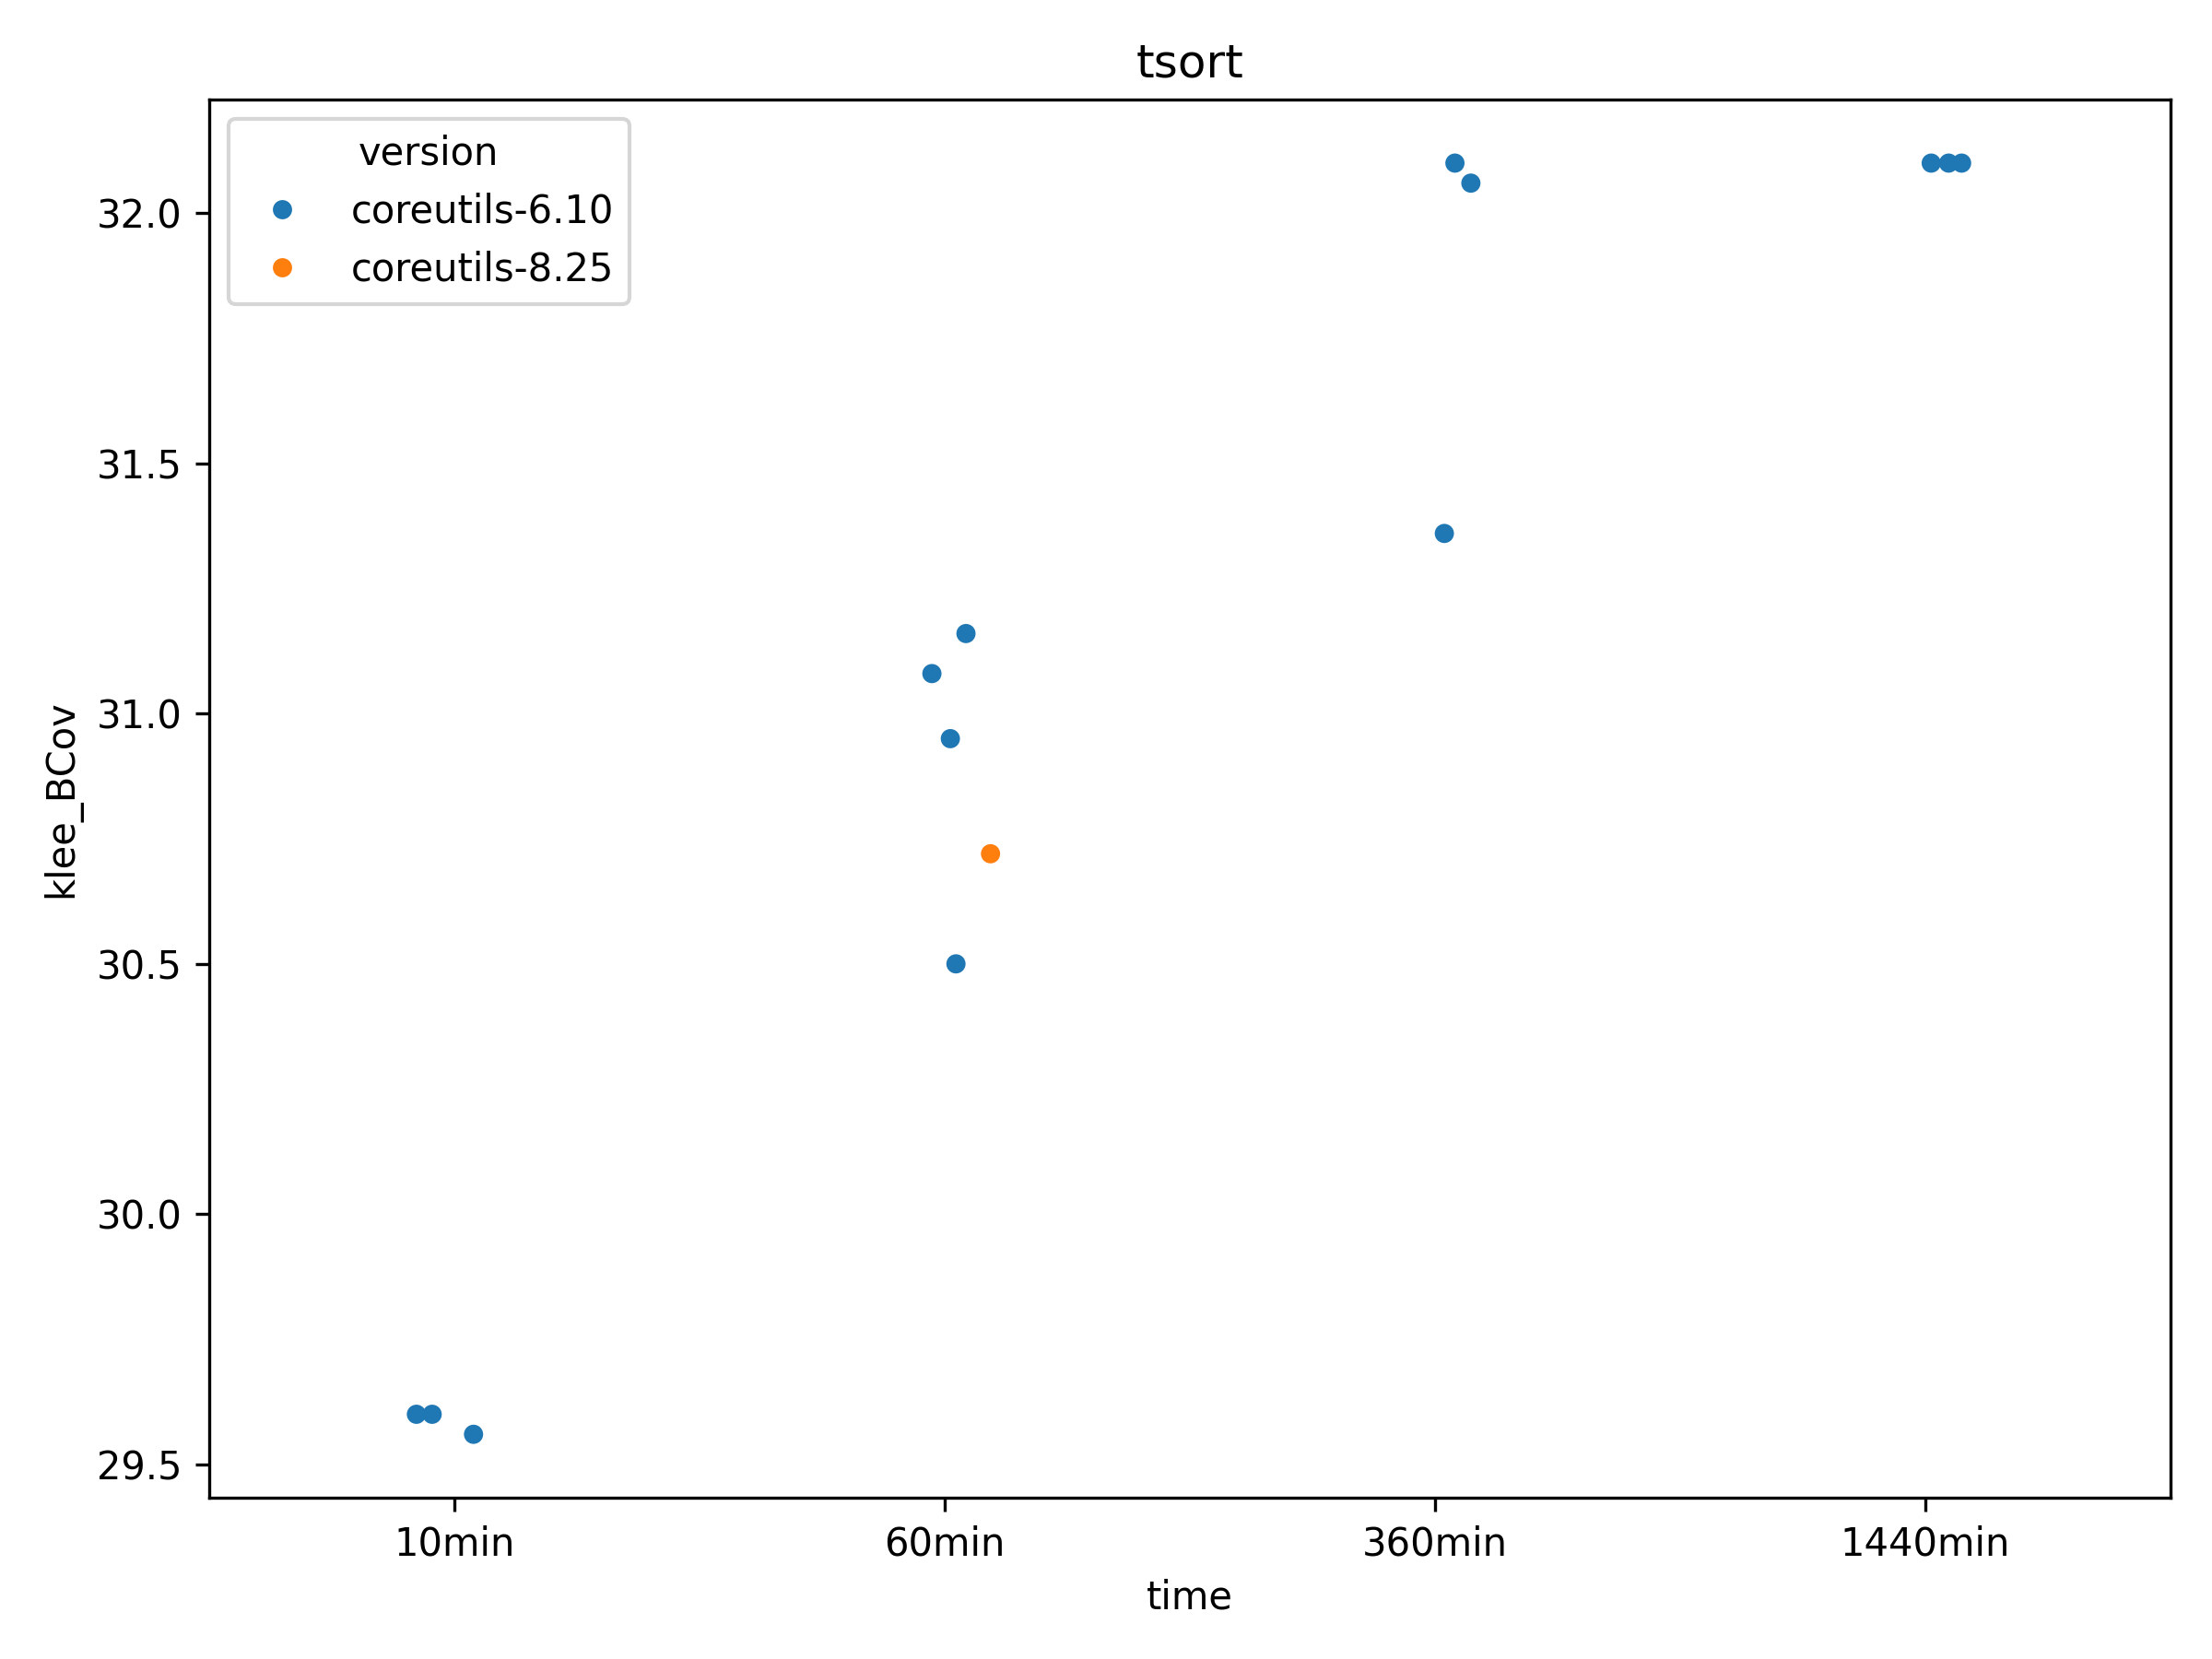 tsort
version
coreutils-6.10
coreutils-8.25
klee_BCov
32.0
31.5
31.0
30.5
30.0
29.5
10min 60min 360min 1440min
time